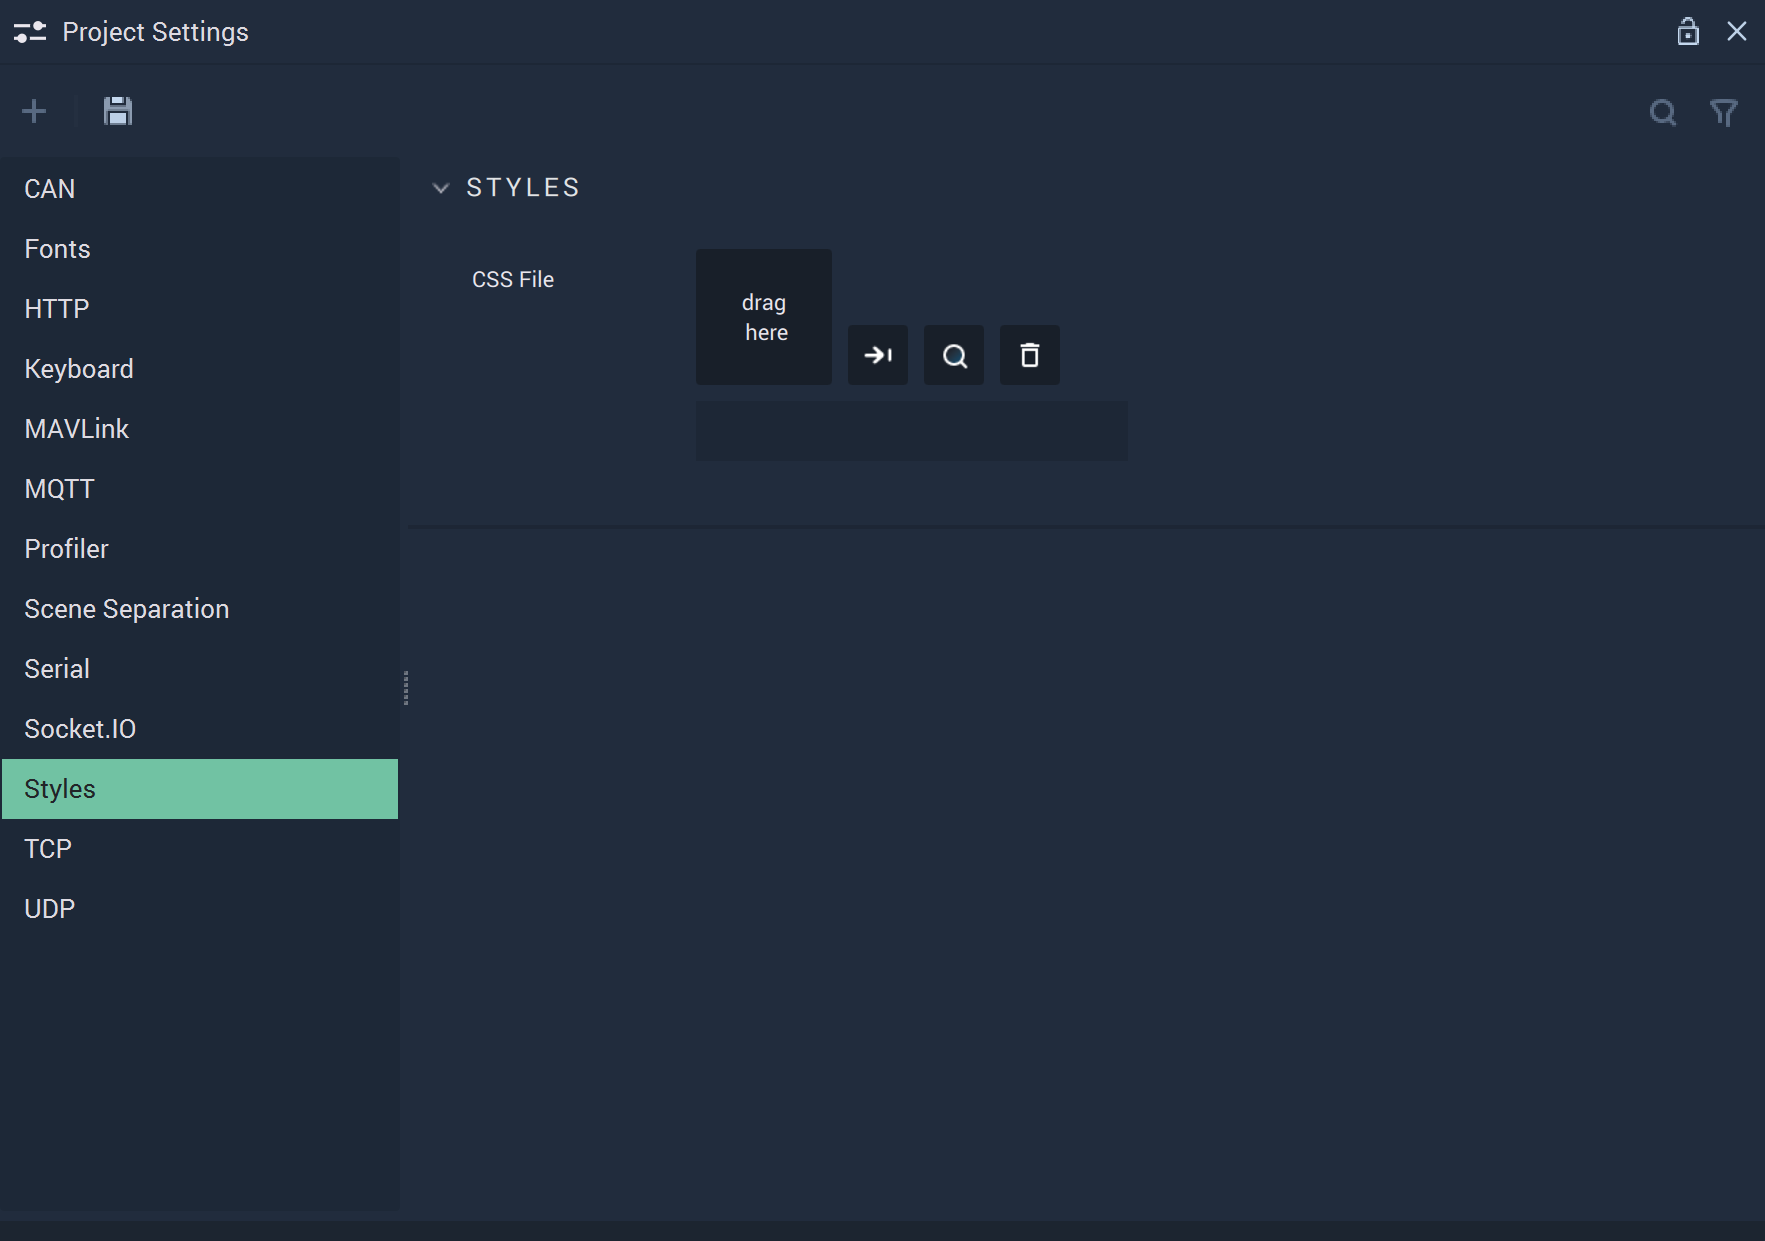 Project Settings
CAN
Fonts
HTTP
Keyboard
MAVLink
MQTT
Profiler
Scene Separation
Serial
Socket.IO
Styles
TCP
UDP
STYLES
CSS File
drag
here